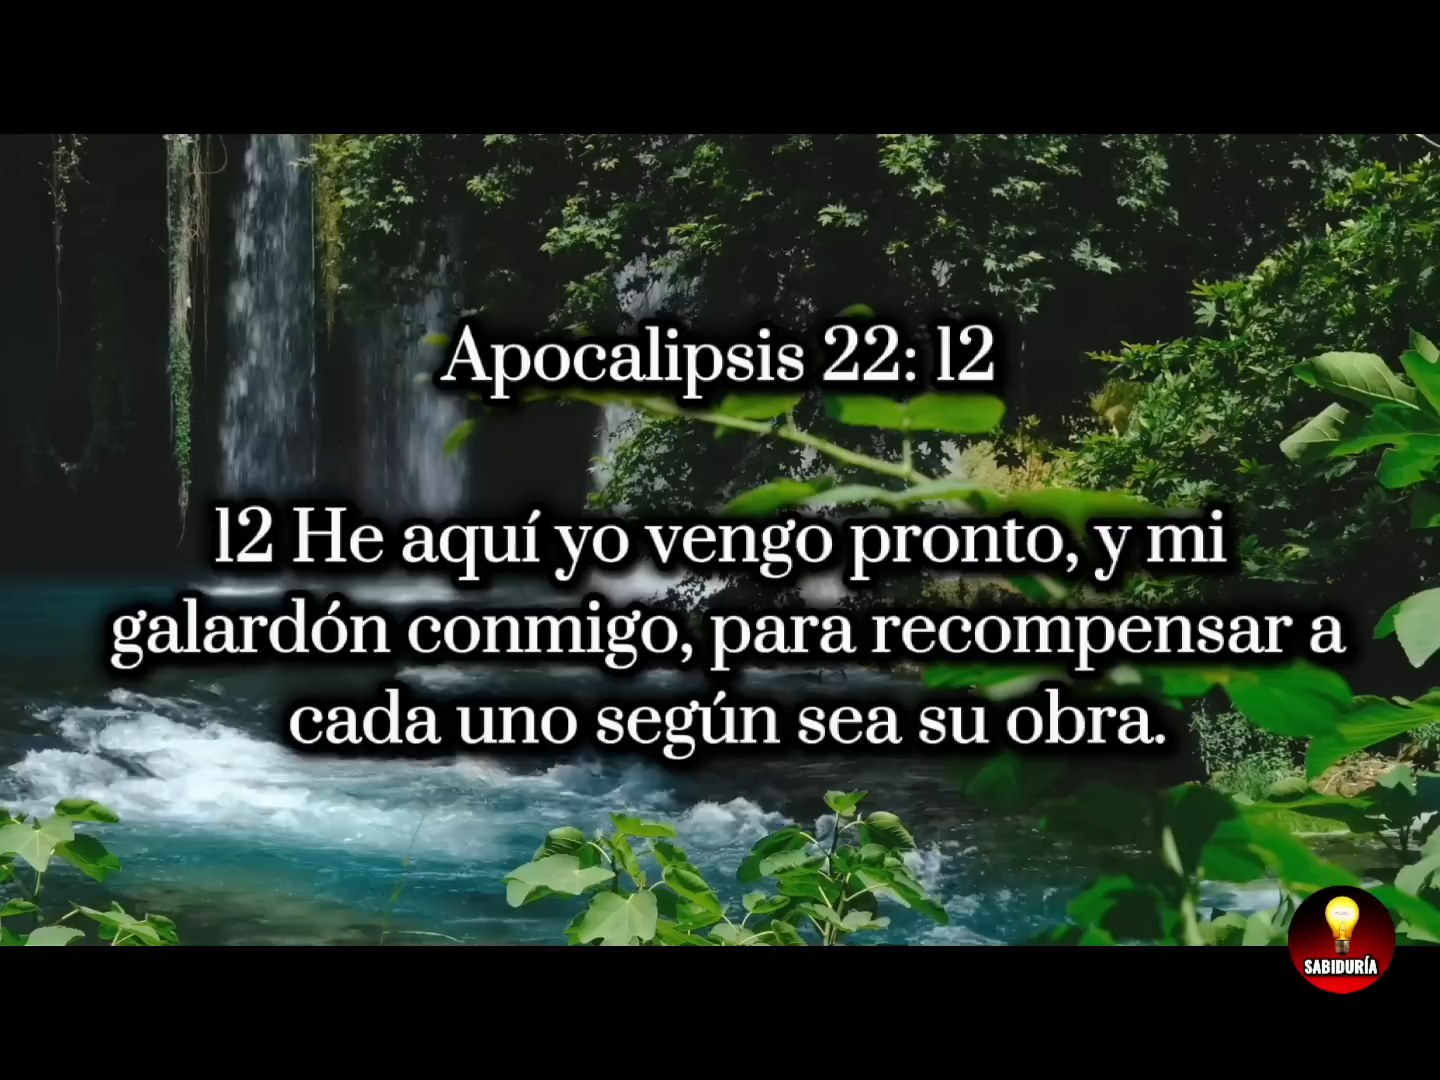 Apocalipsis 22: 12
12 He aquí yo vengo pronto, y mi
galardón conmigo, para recompensar a
cada uno según sea su obra.
SABIDURÍA